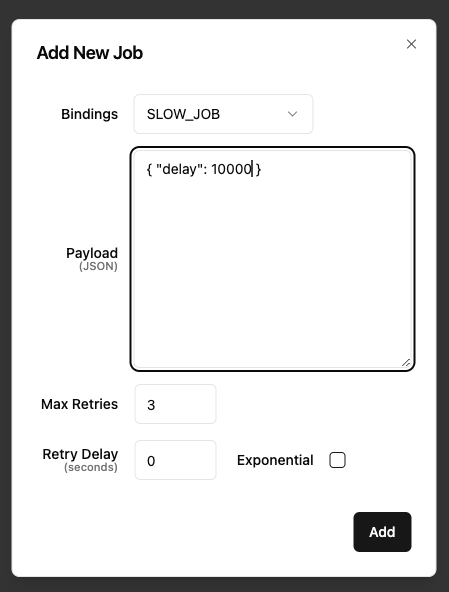 Add New Job
Bindings
SLOW_JOB
{ "delay": 10000 }
Payload
(JSON)
Max Retries
3
Retry Delay
(seconds)
0
Exponential
Add